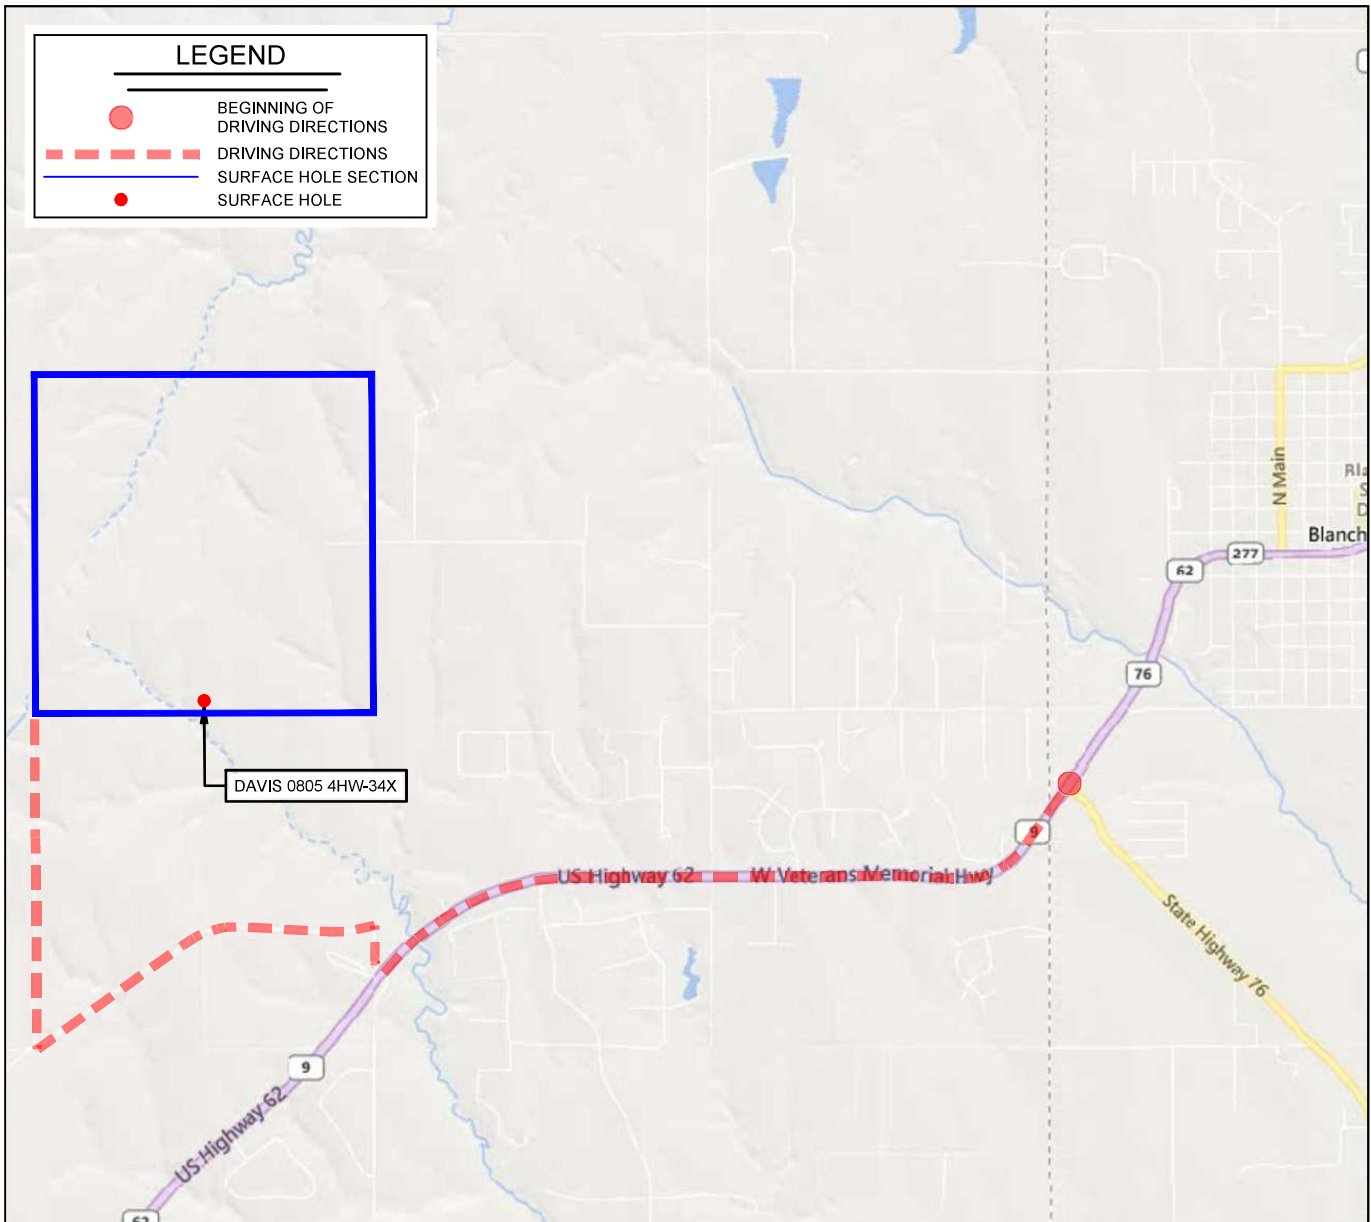 LEGEND
BEGINNING OF
DRIVING DIRECTIONS
DRIVING DIRECTIONS
SURFACE HOLE SECTION
SURFACE HOLE
N Main
Blanch
277
62
76
DAVIS 0805 4HW-34X
9
US Highway 62
W Veterans Memorial Hwy
State Highway 76
9
US Highway 62
62